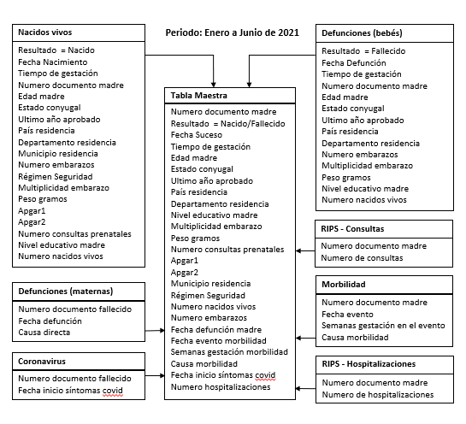 Periodo: Enero a Junio de 2021
Nacidos vivos
Resultado = Nacido
Fecha Nacimiento
Tiempo de gestación
Numero documento madre
Edad madre
Estado conyugal
Ultimo año aprobado
País residencia
Departamento residencia
Municipio residencia
Numero embarazos
Régimen Seguridad
Multiplicidad embarazo
Peso gramos
Apgar1
Apgar2
Numero consultas prenatales
Nivel educativo madre
Numero nacidos vivos
Defunciones (maternas)
Numero documento fallecido
Fecha defunción
Causa directa
Coronavirus
Numero documento fallecido
Fecha inicio síntomas covid
Tabla Maestra
Numero documento madre
Resultado = Nacido/Fallecido
Fecha Suceso
Tiempo de gestación
Edad madre
Estado conyugal
Ultimo año aprobado
País residencia
Departamento residencia
Nivel educativo madre
Multiplicidad embarazo
Peso gramos
Numero consultas prenatales
Apgar1
Apgar2
Municipio residencia
Régimen Seguridad
Numero nacidos vivos
Numero embarazos
Fecha defunción madre
Fecha evento morbilidad
Semanas gestación morbilidad
Causa morbilidad
Fecha inicio síntomas covid
Numero hospitalizaciones
Defunciones (bebés)
Resultado = Fallecido
Fecha Defunción
Tiempo de gestación
Numero documento madre
Edad madre
Estado conyugal
Ultimo año aprobado
País residencia
Departamento residencia
Numero embarazos
Multiplicidad embarazo
Peso gramos
Nivel educativo madre
Numero nacidos vivos
RIPS - Consultas
Numero documento madre
Numero de consultas
Morbilidad
Numero documento madre
Fecha evento
Semanas gestación en el evento
Causa morbilidad
RIPS - Hospitalizaciones
Numero documento madre
Numero de hospitalizaciones